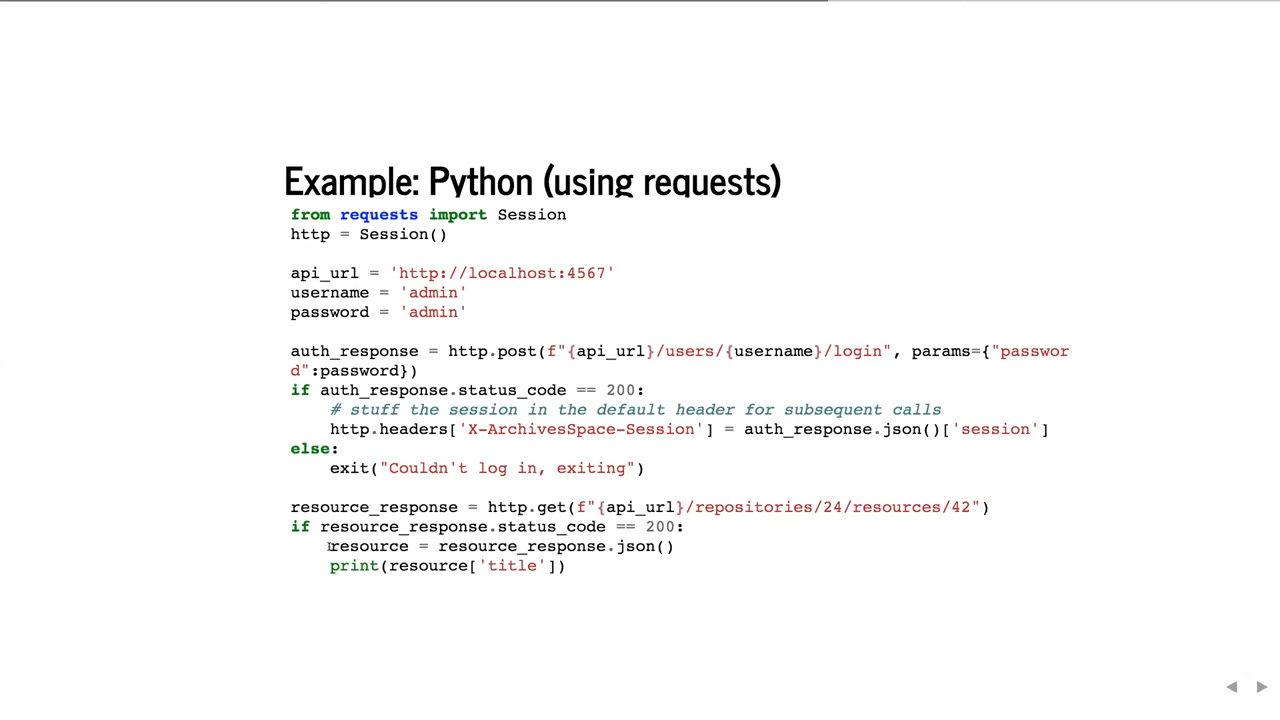 Example: Python (using requests)
from requests import Session
http = Session()
api_url = 'http://localhost:4567'
username = 'admin'
password = 'admin'
auth_response = http.post(f"{api_url}/users/{username}/login", params={"passwor
d":password})
if auth_response.status_code == 200:
    # stuff the session in the default header for subsequent calls
    http.headers['X-ArchivesSpace-Session'] = auth_response.json()['session']
else:
    exit("Couldn't log in, exiting")
resource_response = http.get(f"{api_url}/repositories/24/resources/42")
if resource_response.status_code == 200:
    resource = resource_response.json()
    print(resource['title'])